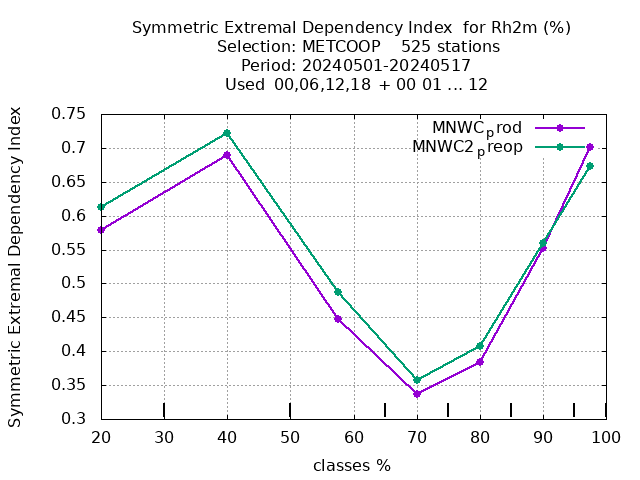 Symmetric Extremal Dependency Index  for Rh2m (%)
Selection: METCOOP    525 stations
Period: 20240501-20240517
Used  00,06,12,18 + 00 01 ... 12
MNWCprod
MNWC2preop
Symmetric Extremal Dependency Index
0.75
0.7
0.65
0.6
0.55
0.5
0.45
0.4
0.35
0.3
20 30 40 50 60 70 80 90 100
classes %